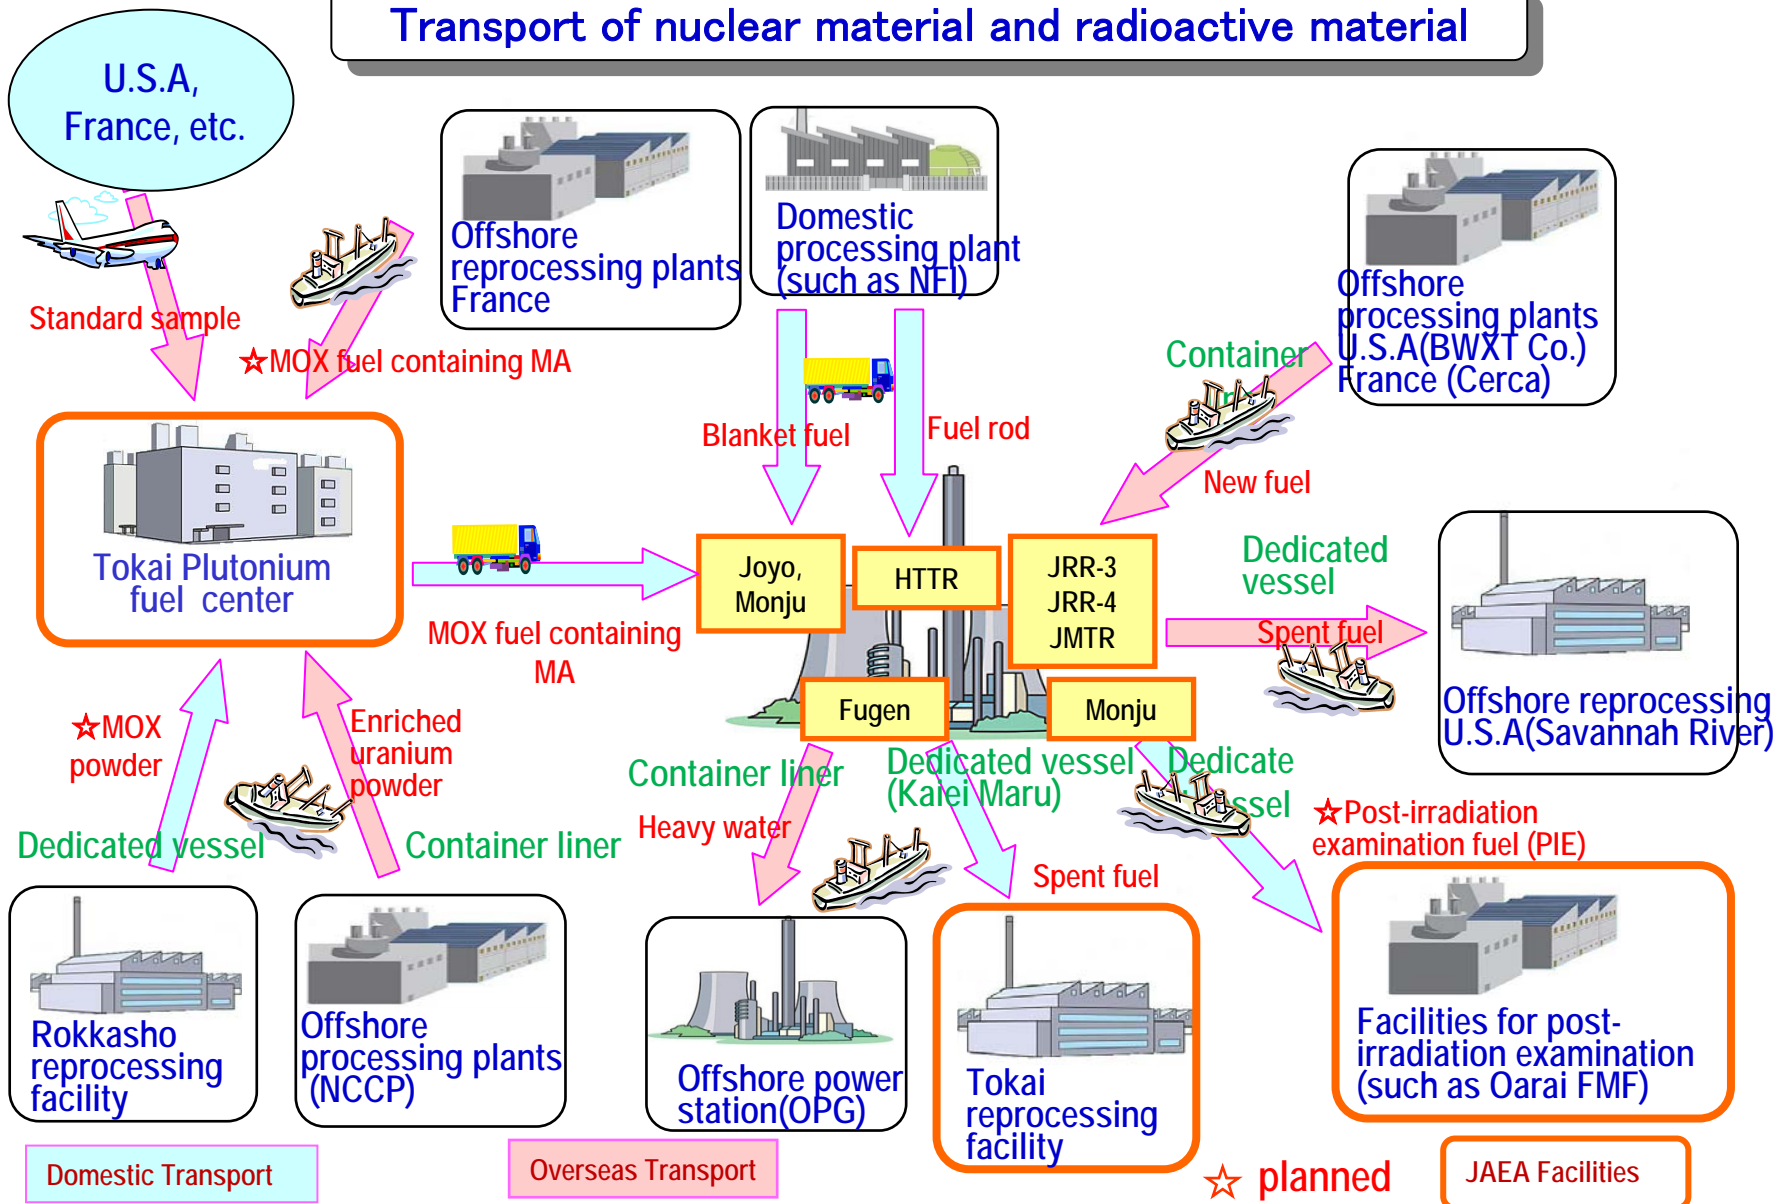 Transport of nuclear material and radioactive material
U.S.A,
France, etc.
Offshore
reprocessing plants
France
Domestic
processing plant
(such as NFI)
Offshore
processing plants
U.S.A(BWXT Co.)
France (Cerca)
Standard sample
☆MOX fuel containing MA
Container
Blanket fuel
Fuel rod
New fuel
Tokai Plutonium
fuel center
MOX fuel containing
MA
Joyo,
Monju
HTTR
JRR-3
JRR-4
JMTR
Fugen
Monju
Dedicated
vessel
Spent fuel
Offshore reprocessing
U.S.A(Savannah River)
☆MOX
powder
Enriched
uranium
powder
Dedicated vessel
Container liner
Container liner
Heavy water
Dedicated vessel
(Kaiei Maru)
Spent fuel
Dedicate
d vessel
☆Post-irradiation
examination fuel (PIE)
Rokkasho
reprocessing
facility
Offshore
processing plants
(NCCP)
Offshore power
station(OPG)
Tokai
reprocessing
facility
Facilities for post-
irradiation examination
(such as Oarai FMF)
Domestic Transport
Overseas Transport
☆ planned
JAEA Facilities